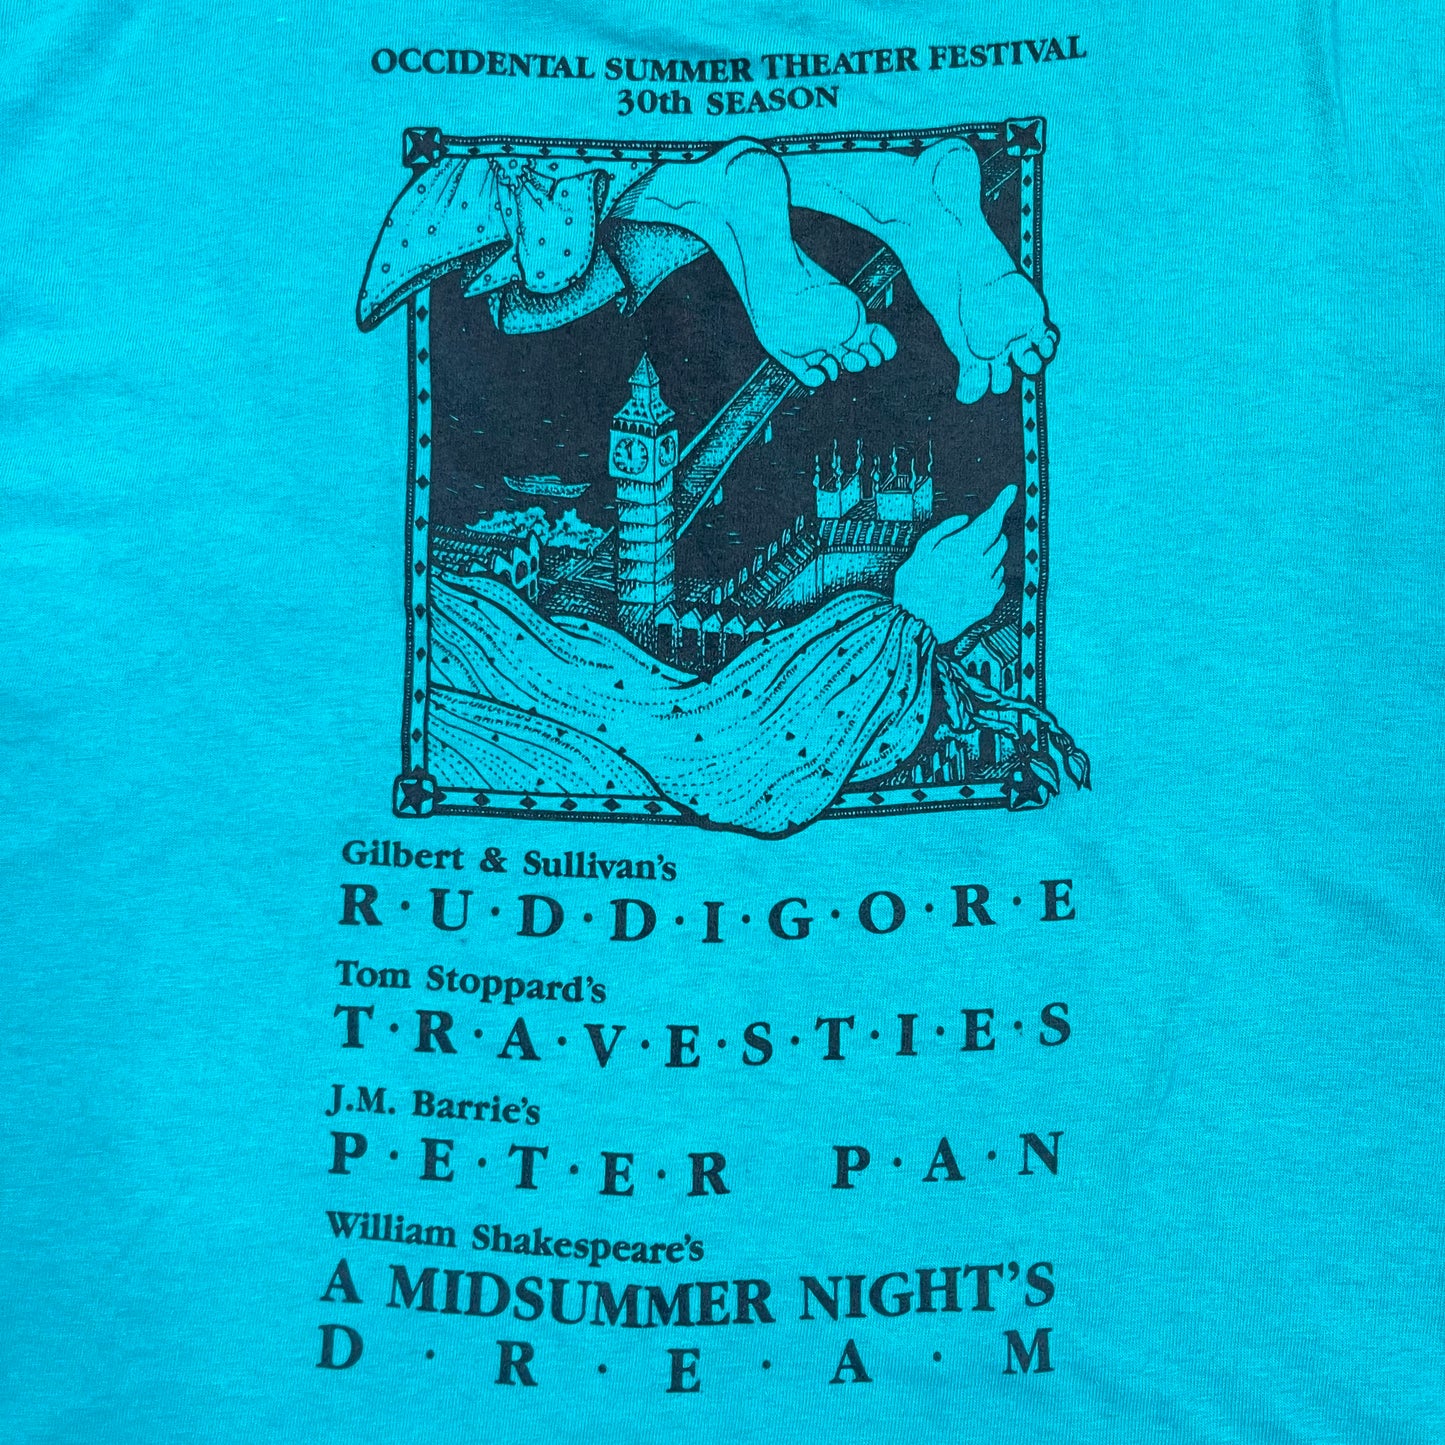 OCCIDENTAL SUMMER THEATER FESTIVAL
30th SEASON
Gilbert & Sullivan's
R·U·D·D·I·G·O·R·E
Tom Stoppard's
T·R·A·V·E·S·T·I·E·S
J.M. Barrie's
P·E·T·E·R P·A·N
William Shakespeare's
A MIDSUMMER NIGHT'S
D·R·E·A·M